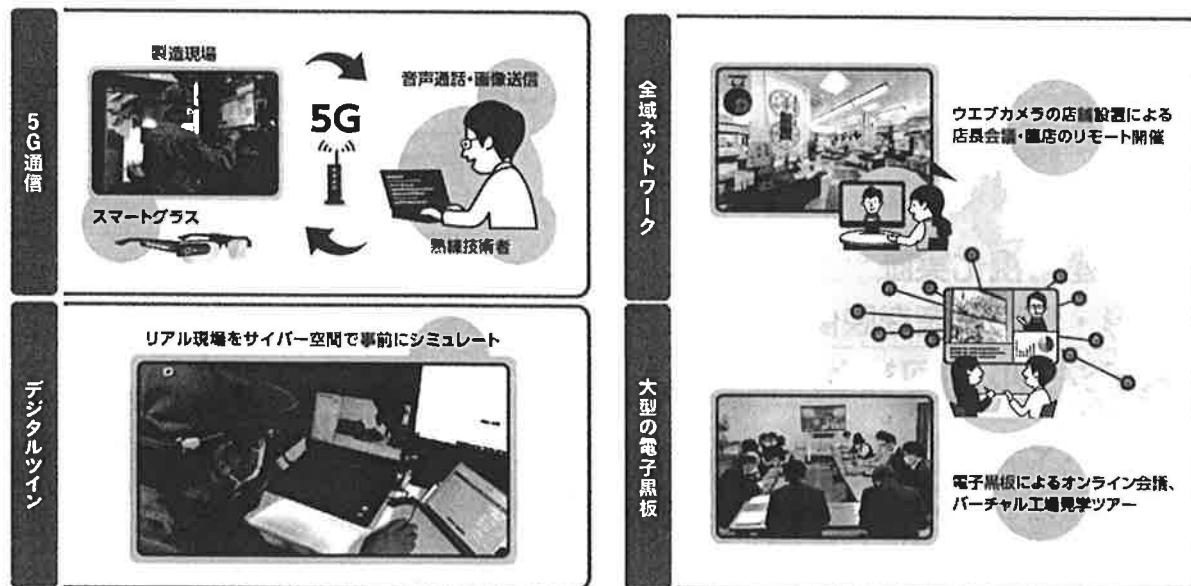 5G通信
製造現場
5G
音声通話・画像送信
スマートグラス
熟練技術者
デジタルツイン
リアル現場をサイバー空間で事前にシミュレート
全域ネットワーク
ウエブカメラの店舗設置による
店長会議・臨店のリモート開催
大型の電子黒板
電子黒板によるオンライン会議、
バーチャル工場見学ツアー